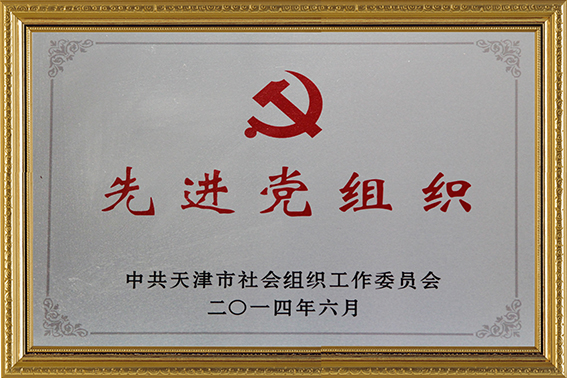 先进党组织
中共天津市社会组织工作委员会
二〇一四年六月